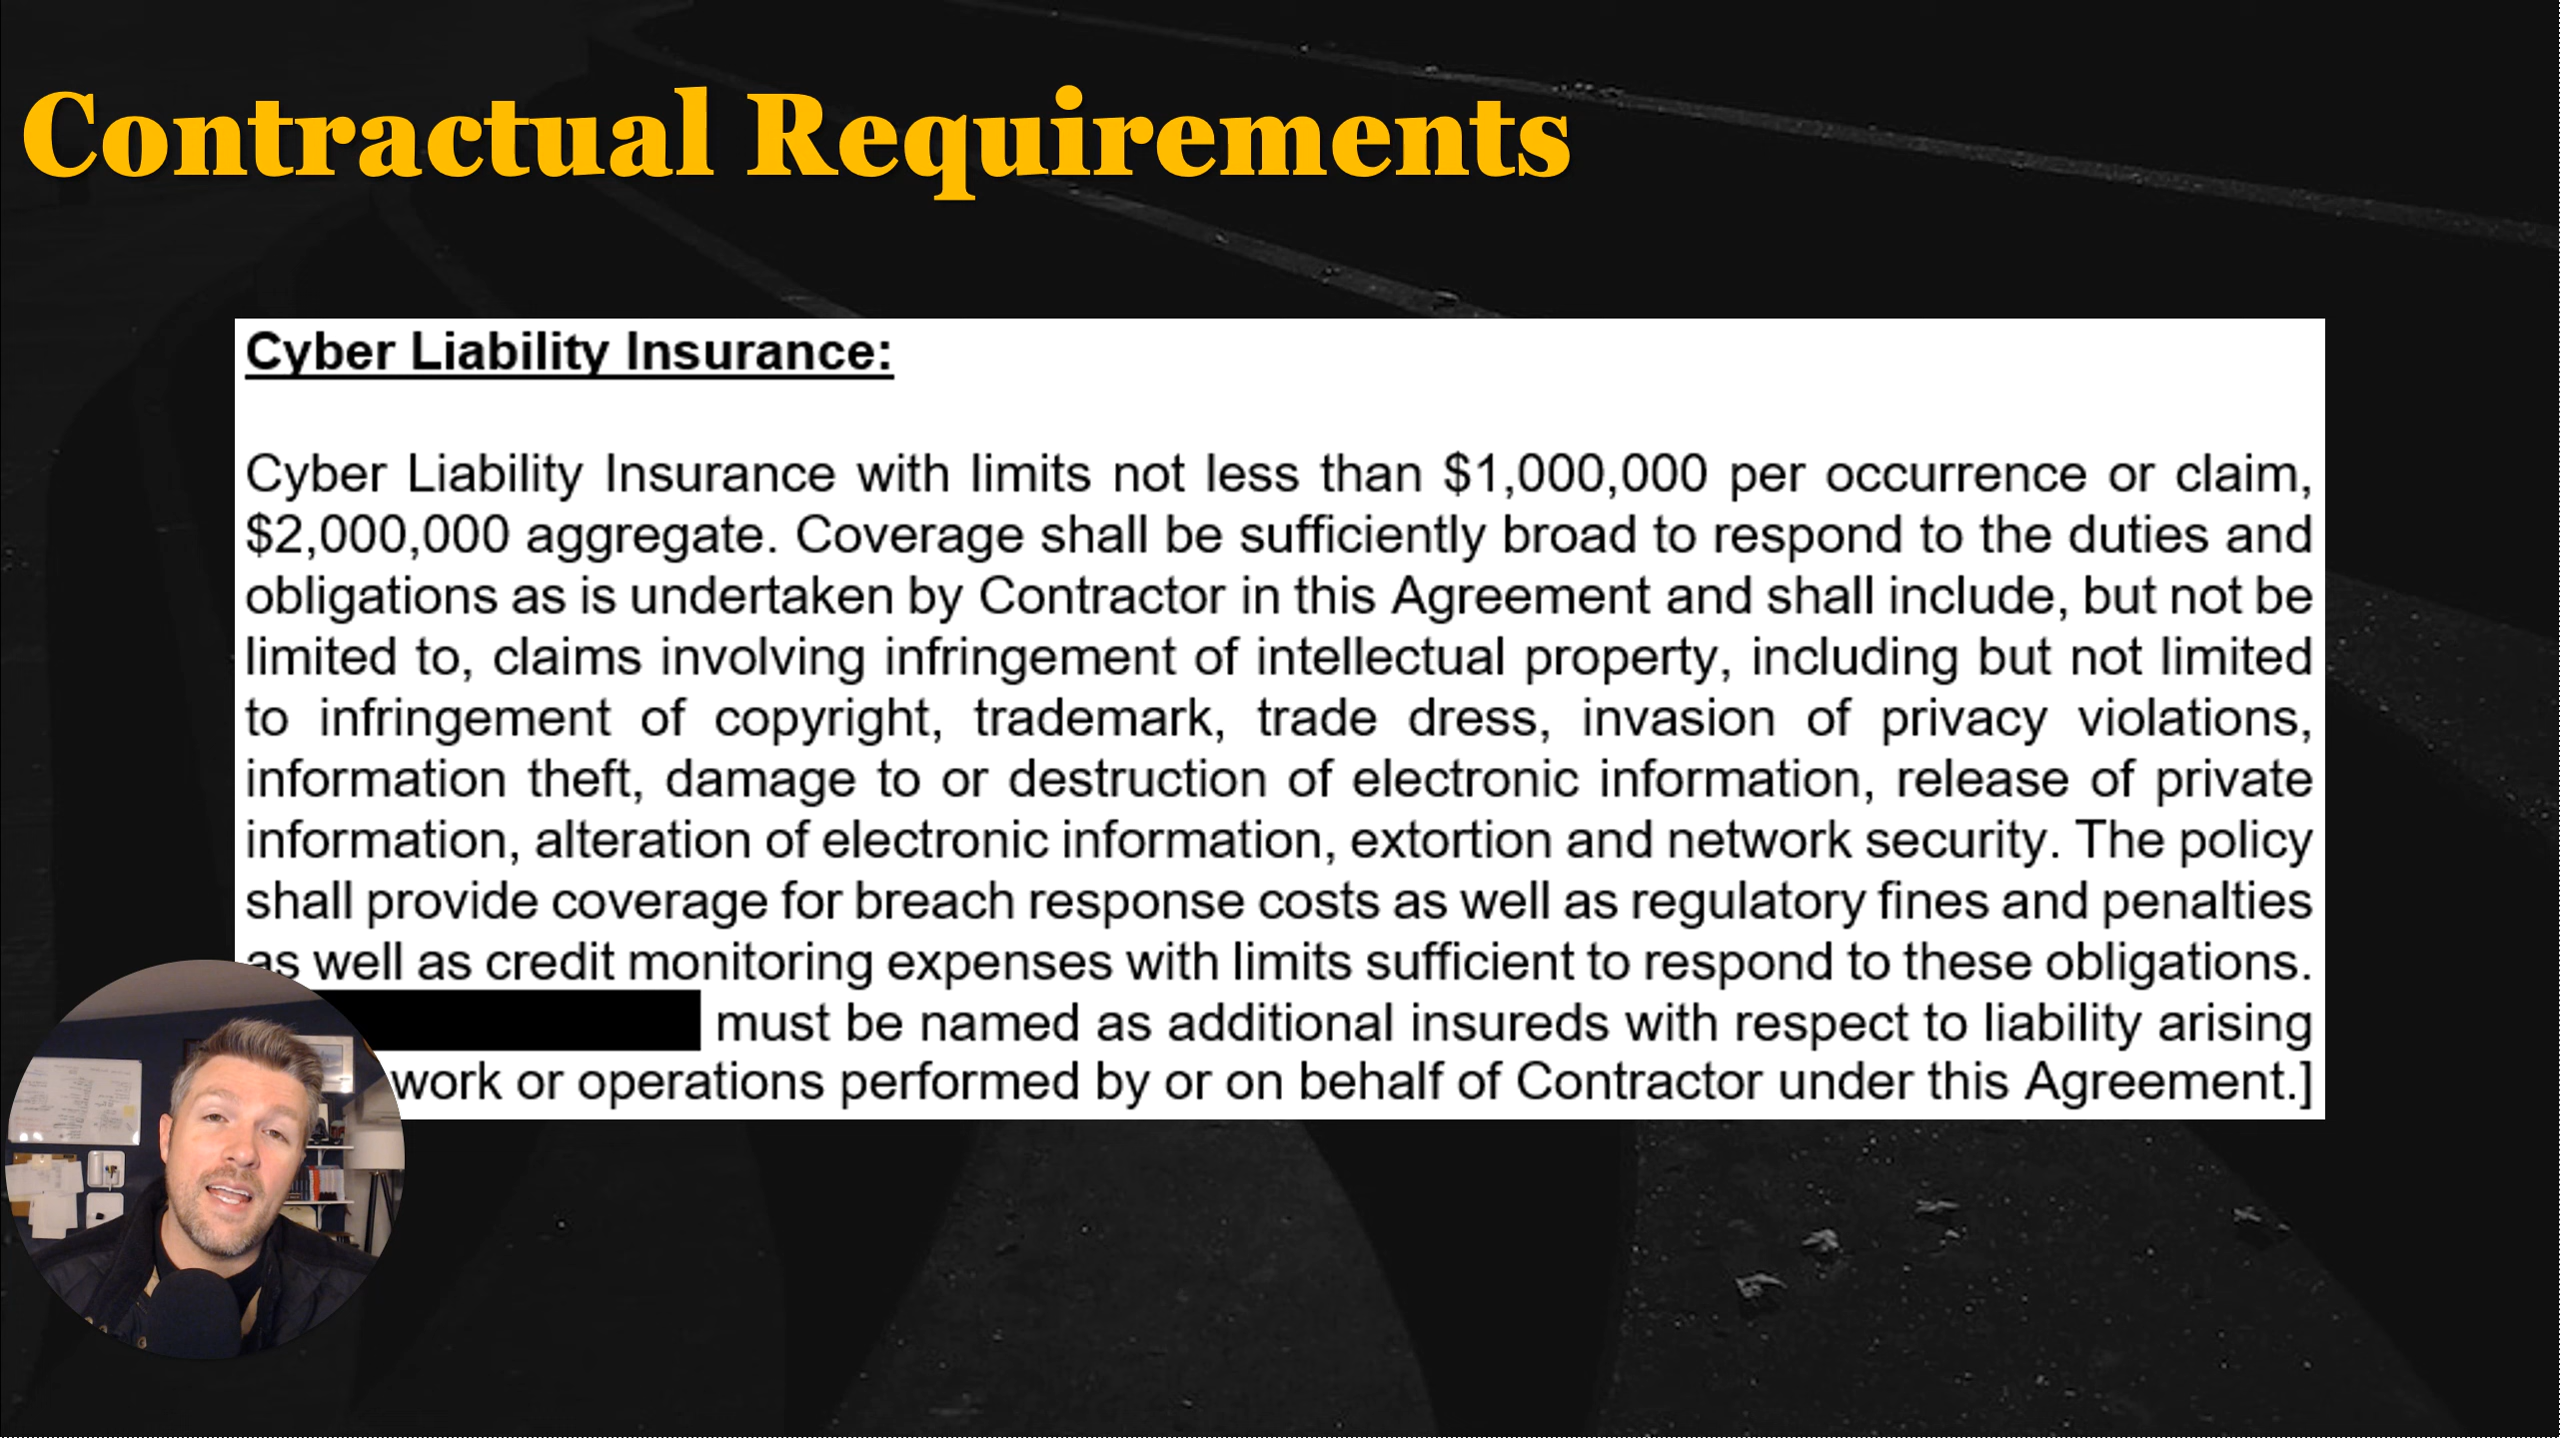 Contractual Requirements
Cyber Liability Insurance:
Cyber Liability Insurance with limits not less than $1,000,000 per occurrence or claim,
$2,000,000 aggregate. Coverage shall be sufficiently broad to respond to the duties and
obligations as is undertaken by Contractor in this Agreement and shall include, but not be
limited to, claims involving infringement of intellectual property, including but not limited
to infringement of copyright, trademark, trade dress, invasion of privacy violations,
information theft, damage to or destruction of electronic information, release of private
information, alteration of electronic information, extortion and network security. The policy
shall provide coverage for breach response costs as well as regulatory fines and penalties
as well as credit monitoring expenses with limits sufficient to respond to these obligations.
must be named as additional insureds with respect to liability arising
work or operations performed by or on behalf of Contractor under this Agreement.]